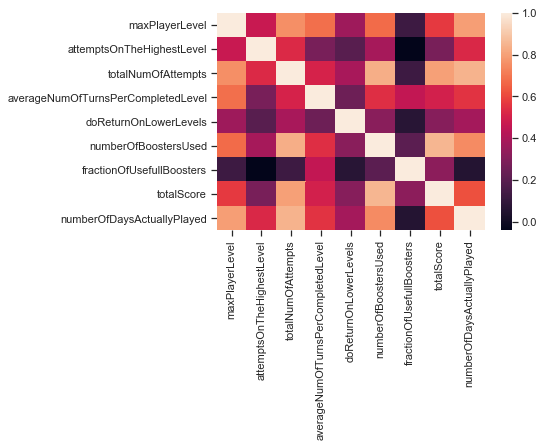 maxPlayerLevel
attemptsOnTheHighestLevel
totalNumOfAttempts
averageNumOfTurnsPerCompletedLevel
doReturnOnLowerLevels
numberOfBoostersUsed
fractionOfUsefullBoosters
totalScore
numberOfDaysActuallyPlayed
maxPlayerLevel
attemptsOnTheHighestLevel
totalNumOfAttempts
averageNumOfTurnsPerCompletedLevel
doReturnOnLowerLevels
numberOfBoostersUsed
fractionOfUsefullBoosters
totalScore
numberOfDaysActuallyPlayed
1.0
0.8
0.6
0.4
0.2
0.0